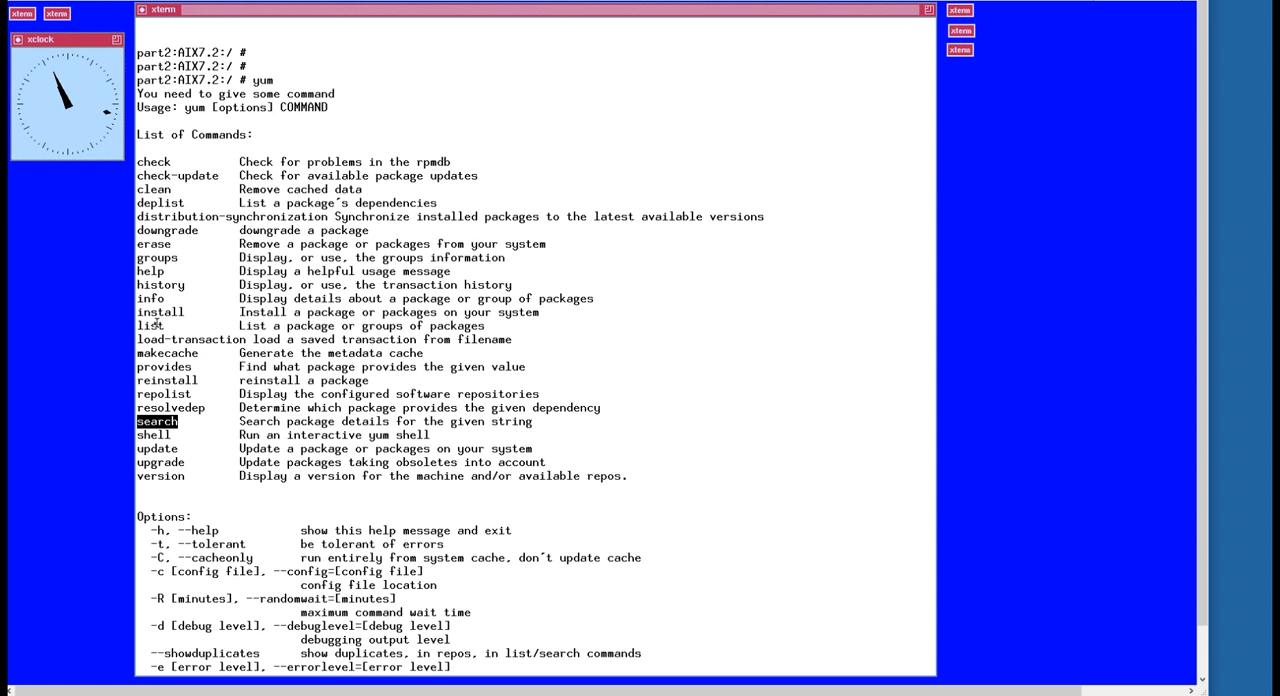 xterm xterm
xclock
xterm
part2:AIX7.2:/ #
part2:AIX7.2:/ #
part2:AIX7.2:/ # yum
You need to give some command
Usage: yum [options] COMMAND
List of Commands:
check Check for problems in the rpmdb
check-update Check for available package updates
clean Remove cached data
deplist List a package´s dependencies
distribution-synchronization Synchronize installed packages to the latest available versions
downgrade downgrade a package
erase Remove a package or packages from your system
groups Display, or use, the groups information
help Display a helpful usage message
history Display, or use, the transaction history
info Display details about a package or group of packages
install Install a package or packages on your system
list List a package or groups of packages
load-transaction load a saved transaction from filename
makecache Generate the metadata cache
provides Find what package provides the given value
reinstall reinstall a package
repolist Display the configured software repositories
resolvedep Determine which package provides the given dependency
search Search package details for the given string
shell Run an interactive yum shell
update Update a package or packages on your system
upgrade Update packages taking obsoletes into account
version Display a version for the machine and/or available repos.
Options:
-h, --help show this help message and exit
-t, --tolerant be tolerant of errors
-C, --cacheonly run entirely from system cache, don´t update cache
-c [config file], --config=[config file]
config file location
-R [minutes], --randomwait=[minutes]
maximum command wait time
-d [debug level], --debuglevel=[debug level]
debugging output level
--showduplicates show duplicates, in repos, in list/search commands
-e [error level], --errorlevel=[error level]
xterm
xterm
xterm